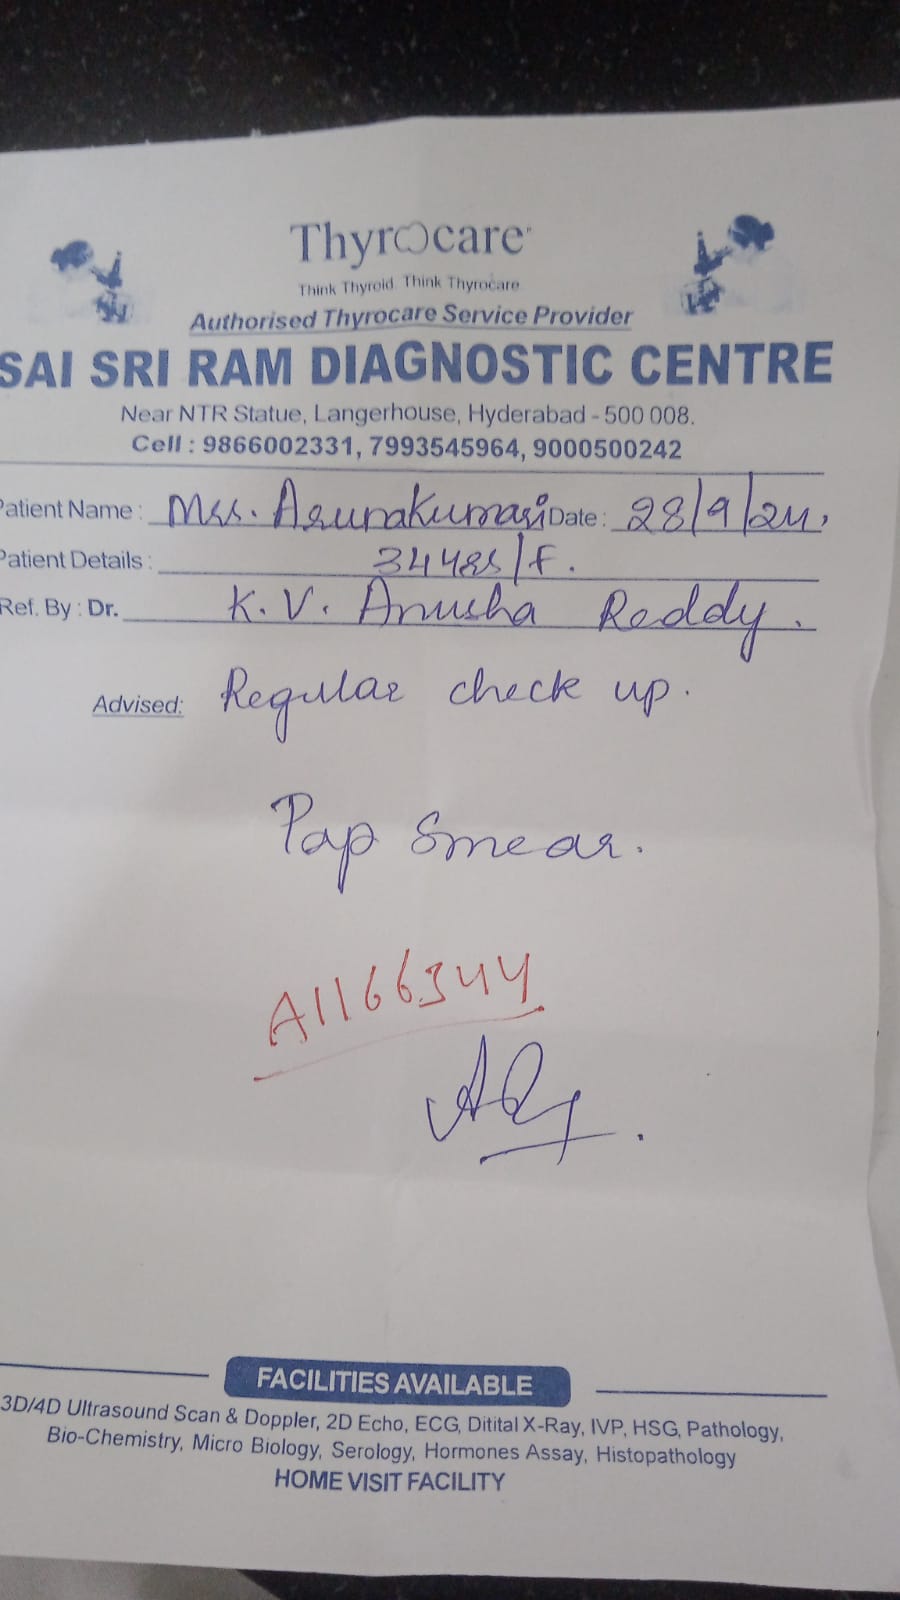 Thyrocare
Think Thyroid. Think Thyrocare
Authorised Thyrocare Service Provider
SAI SRI RAM DIAGNOSTIC CENTRE
Near NTR Statue, Langerhouse, Hyderabad - 500 008.
Cell : 9866002331, 7993545964, 9000500242
Patient Name : Mrs. Arunakumari Date : 28/9/24,
Patient Details : 34yrs/F.
Ref. By : Dr. K. V. Anusha Reddy.
Advised: Regular check up.
Pap Smear.
A1166344
FACILITIES AVAILABLE
3D/4D Ultrasound Scan & Doppler, 2D Echo, ECG, Ditital X-Ray, IVP, HSG, Pathology,
Bio-Chemistry, Micro Biology, Serology, Hormones Assay, Histopathology
HOME VISIT FACILITY